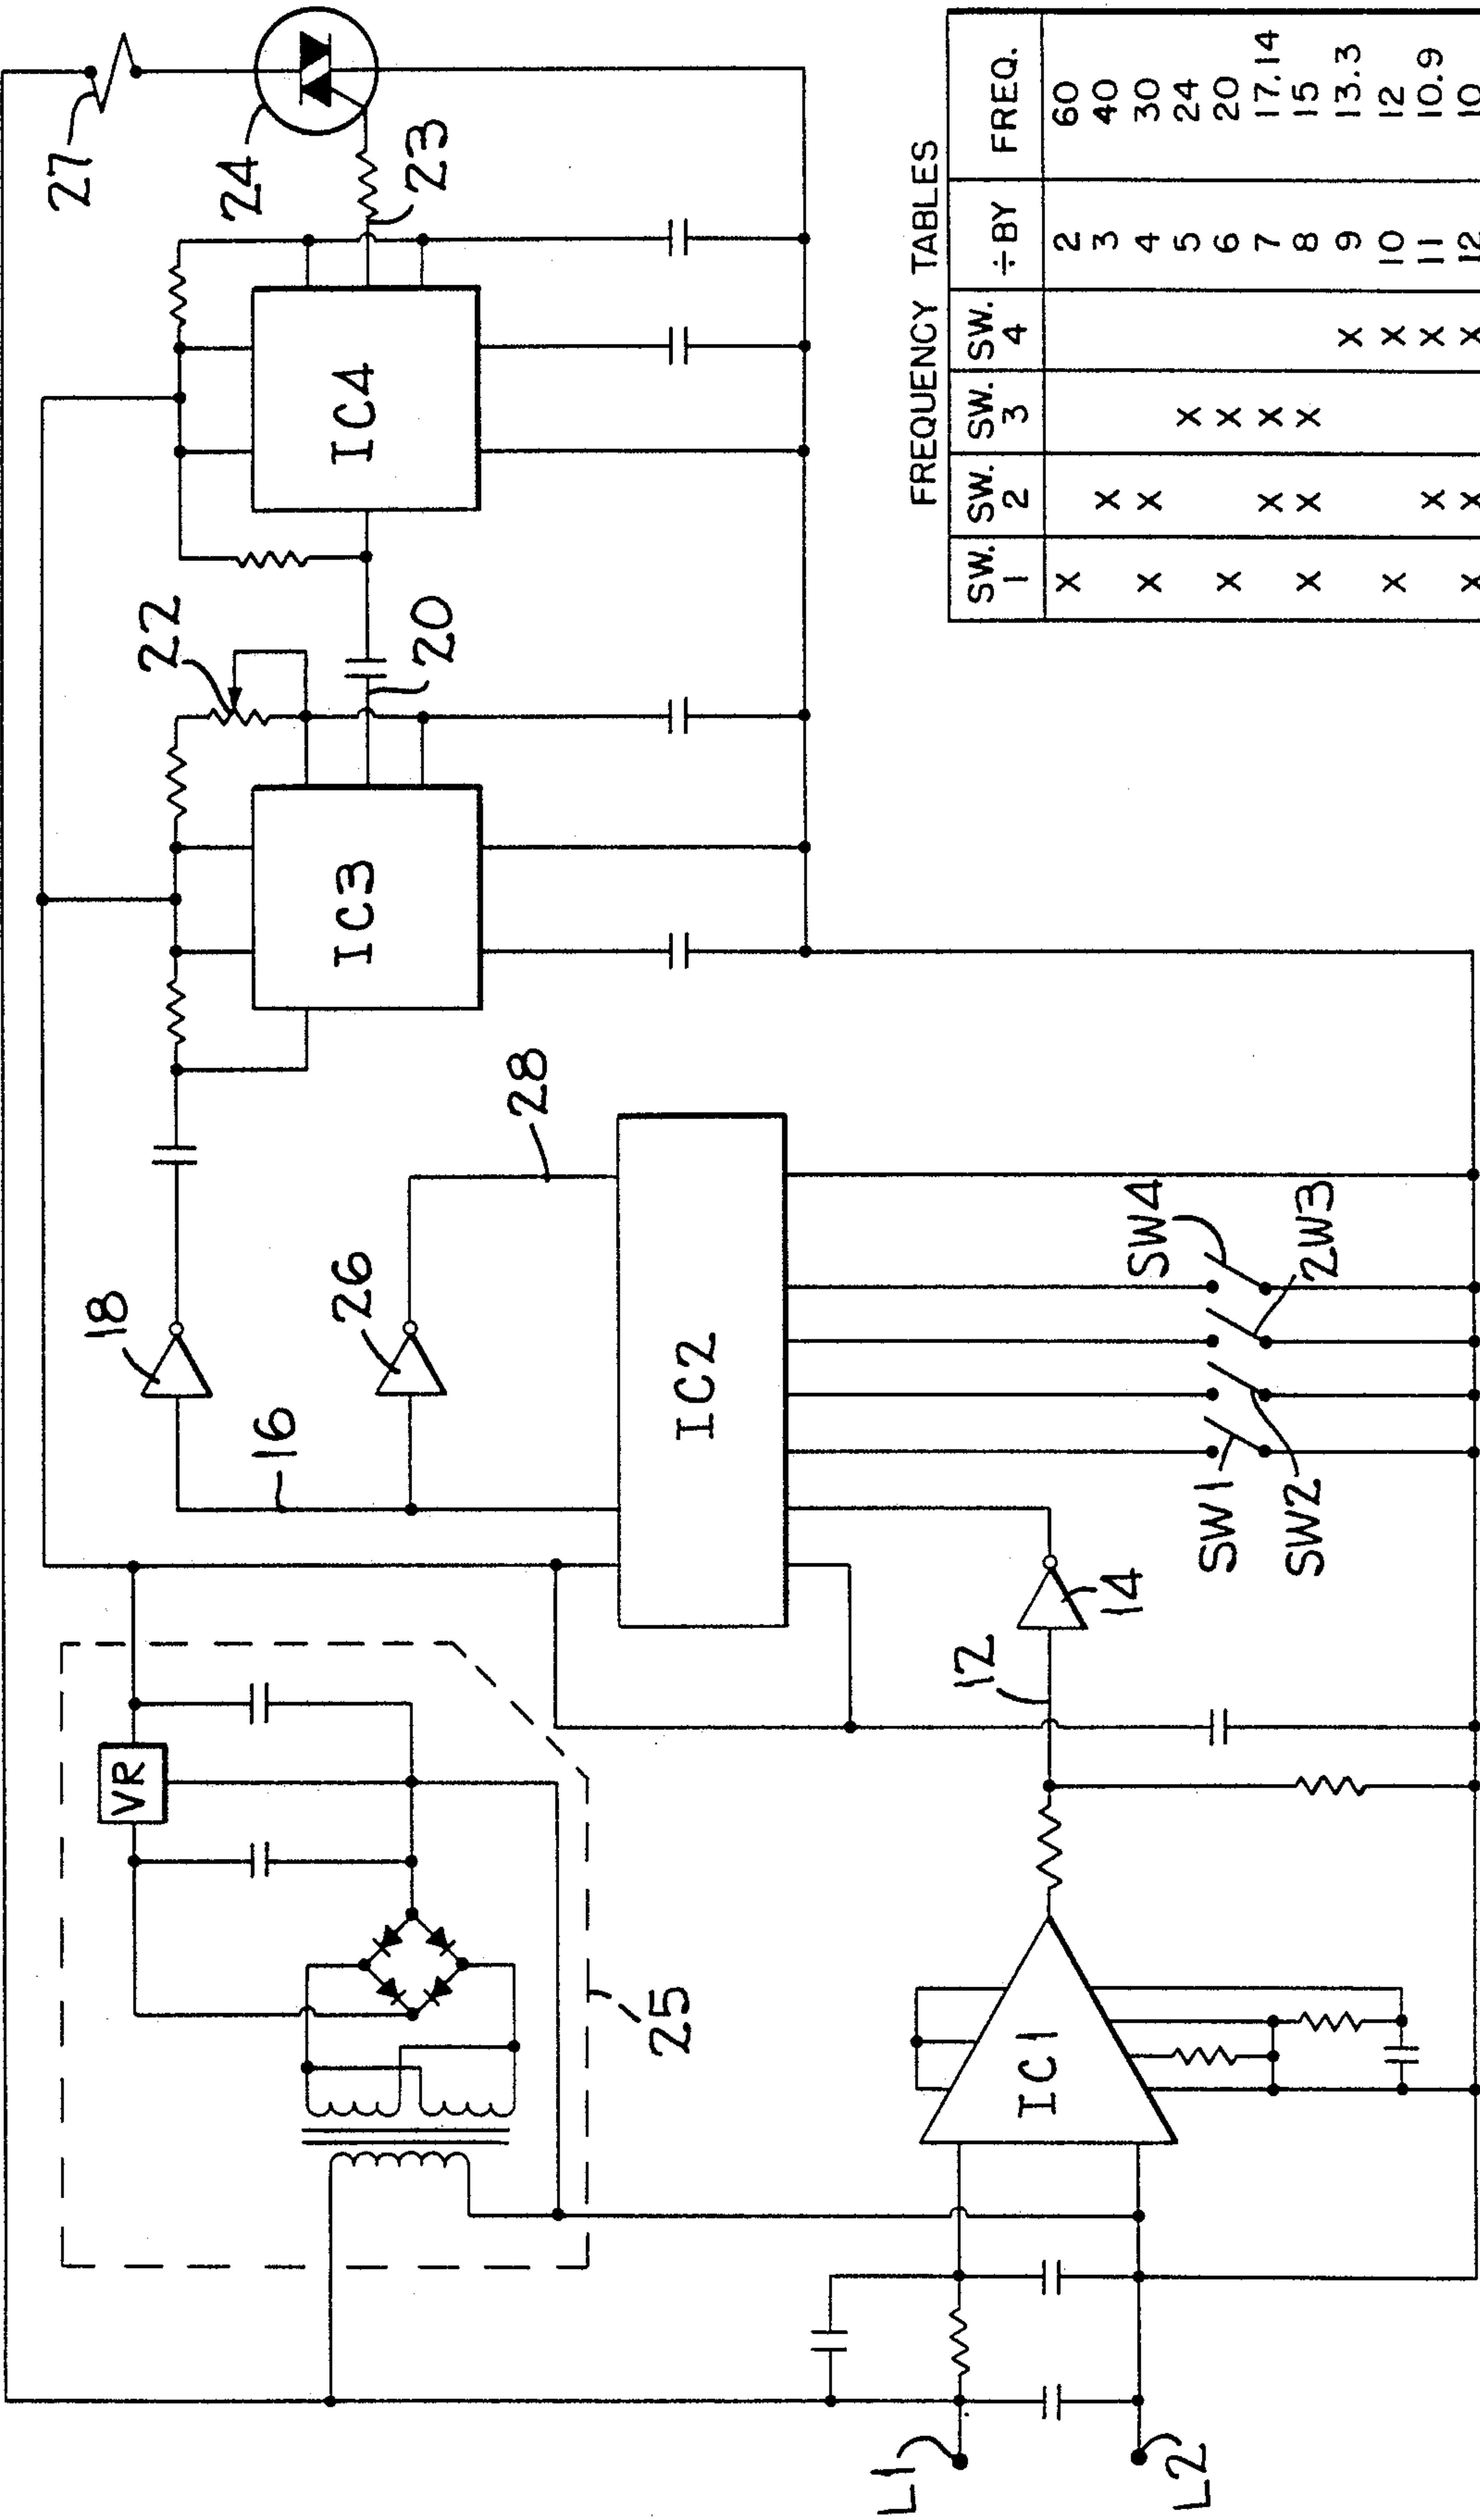 27
24
23
22
20
IC4
IC3
28
18
26
16
IC2
SW4
2W3
SW1
SW2
14
12
VR
25
IC1
L1
L2
FREQUENCY TABLES
SW. 1 SW. 2 SW. 3 SW. 4 ÷BY FREQ.
X 2 60
X 3 40
X X 4 30
X 5 24
X X 6 20
X X 7 17.14
X X X 8 15
X 9 13.3
X X 10 12
X X 11 10.9
X X X 12 10